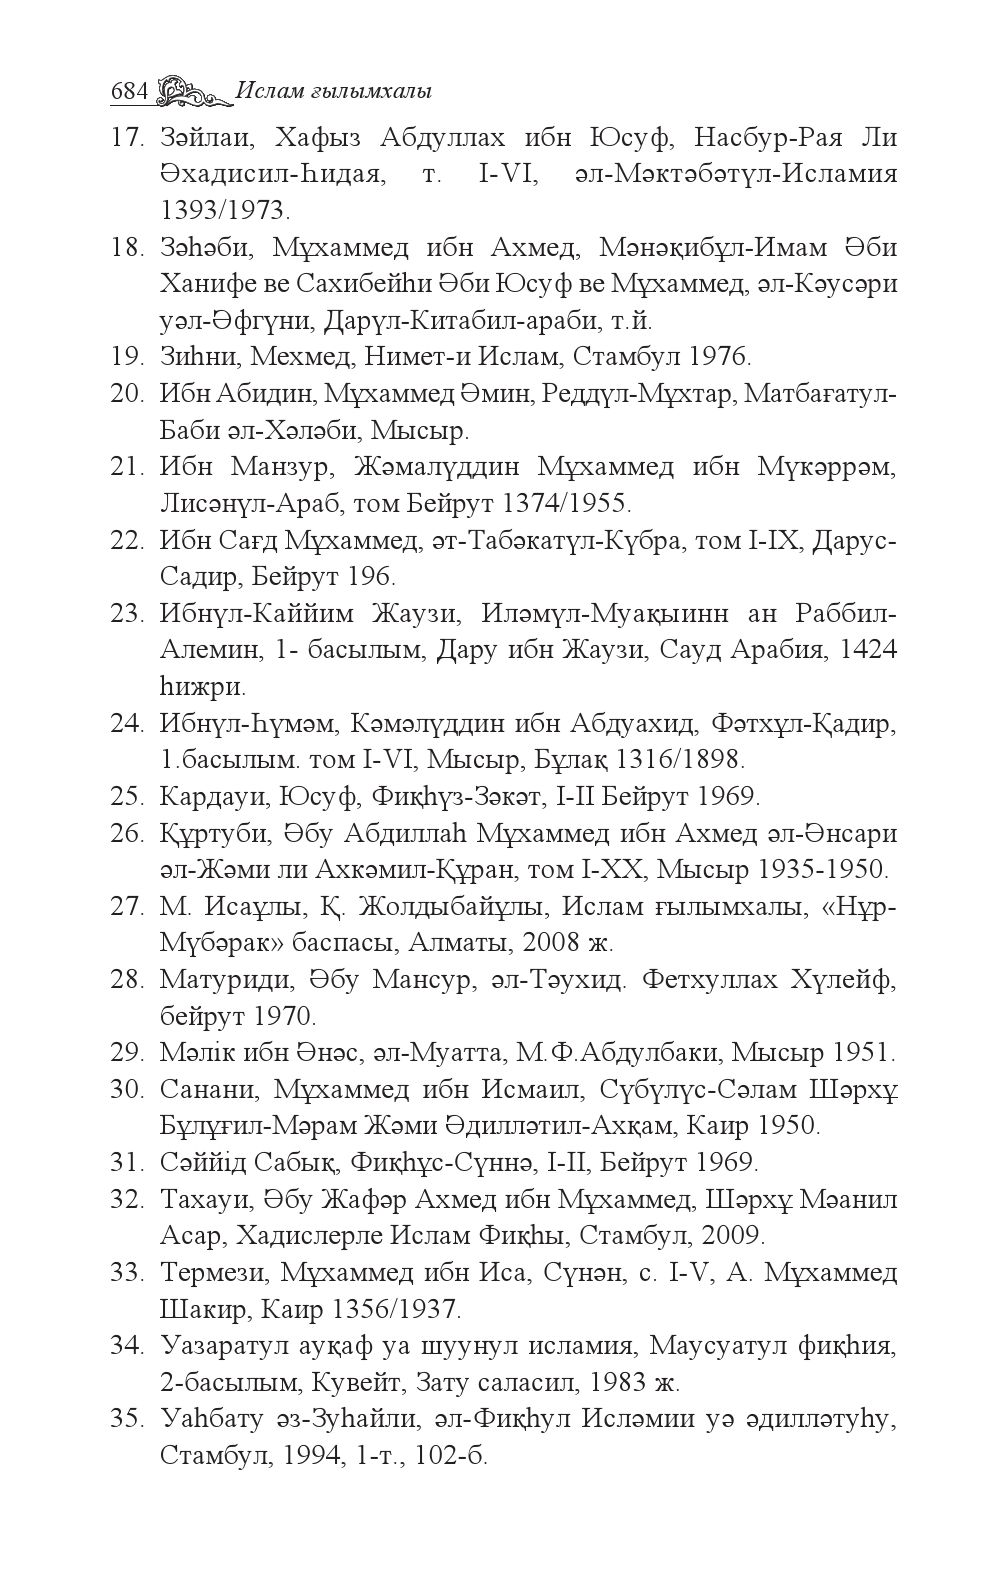 684 Ислам ғылымхалы
17. Зәйлаи, Хафыз Абдуллах ибн Юсуф, Насбур-Рая Ли
Әхадисил-Һидая, т. I-VI, әл-Мәктәбәтүл-Исламия
1393/1973.
18. Зәһәби, Мұхаммед ибн Ахмед, Мәнәқибұл-Имам Әби
Ханифе ве Сахибейһи Әби Юсуф ве Мұхаммед, әл-Кәусәри
уәл-Әфгүни, Дарүл-Китабил-араби, т.й.
19. Зиһни, Мехмед, Нимет-и Ислам, Стамбул 1976.
20. Ибн Абидин, Мұхаммед Әмин, Реддүл-Мұхтар, Матбағатул-
Баби әл-Хәләби, Мысыр.
21. Ибн Манзур, Жәмалүддин Мұхаммед ибн Мүкәррәм,
Лисәнүл-Араб, том Бейрут 1374/1955.
22. Ибн Сағд Мұхаммед, әт-Табәкатүл-Күбра, том I-IX, Дарус-
Садир, Бейрут 196.
23. Ибнүл-Каййим Жаузи, Иләмүл-Муақыинн ан Раббил-
Алемин, 1- басылым, Дару ибн Жаузи, Сауд Арабия, 1424
һижри.
24. Ибнүл-Һүмәм, Кәмәлүддин ибн Абдуахид, Фәтхұл-Қадир,
1.басылым. том I-VI, Мысыр, Бұлақ 1316/1898.
25. Кардауи, Юсуф, Фиқһүз-Зәкәт, I-II Бейрут 1969.
26. Құртуби, Әбу Абдиллаһ Мұхаммед ибн Ахмед әл-Әнсари
әл-Жәми ли Ахкәмил-Құран, том I-XX, Мысыр 1935-1950.
27. М. Исаұлы, Қ. Жолдыбайұлы, Ислам ғылымхалы, «Нұр-
Мүбәрак» баспасы, Алматы, 2008 ж.
28. Матуриди, Әбу Мансур, әл-Тәухид. Фетхуллах Хүлейф,
бейрут 1970.
29. Мәлік ибн Әнәс, әл-Муатта, М.Ф.Абдулбаки, Мысыр 1951.
30. Санани, Мұхаммед ибн Исмаил, Сүбүлүс-Сәлам Шәрхұ
Бұлұғил-Мәрам Жәми Әдилләтил-Ахқам, Каир 1950.
31. Сәййід Сабық, Фиқһұс-Сүннә, I-II, Бейрут 1969.
32. Тахауи, Әбу Жафәр Ахмед ибн Мұхаммед, Шәрхұ Мәанил
Асар, Хадислерле Ислам Фиқһы, Стамбул, 2009.
33. Термези, Мұхаммед ибн Иса, Сүнән, с. I-V, А. Мұхаммед
Шакир, Каир 1356/1937.
34. Уазаратул ауқаф уа шуунул исламия, Маусуатул фиқһия,
2-басылым, Кувейт, Зату саласил, 1983 ж.
35. Уаһбату әз-Зуһайли, әл-Фиқһул Исләмии уә әдилләтуһу,
Стамбул, 1994, 1-т., 102-б.